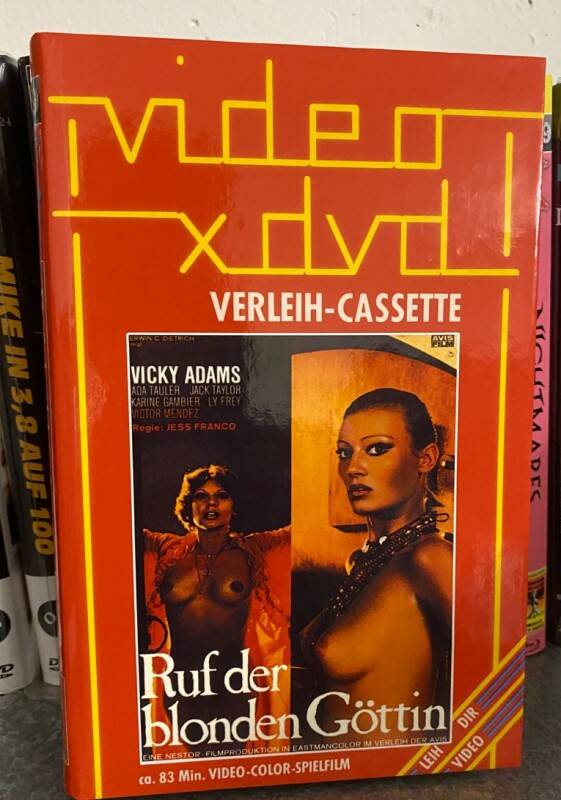 video
x dvd
VERLEIH-CASSETTE
ERWIN C. DIETRICH
AVIS
FILM
VICKY ADAMS
ADA TAULER JACK TAYLOR
KARINE GAMBIER LY FREY
VICTOR MENDEZ
Regie: JESS FRANCO
Ruf der
blonden Göttin
EINE NESTOR-FILMPRODUKTION IN EASTMANCOLOR IM VERLEIH DER AVIS
ca. 83 Min. VIDEO-COLOR-SPIELFILM
LEIH DIR
VIDEO
MIKE IN 3,8 AUF 100
NIGHTMARES